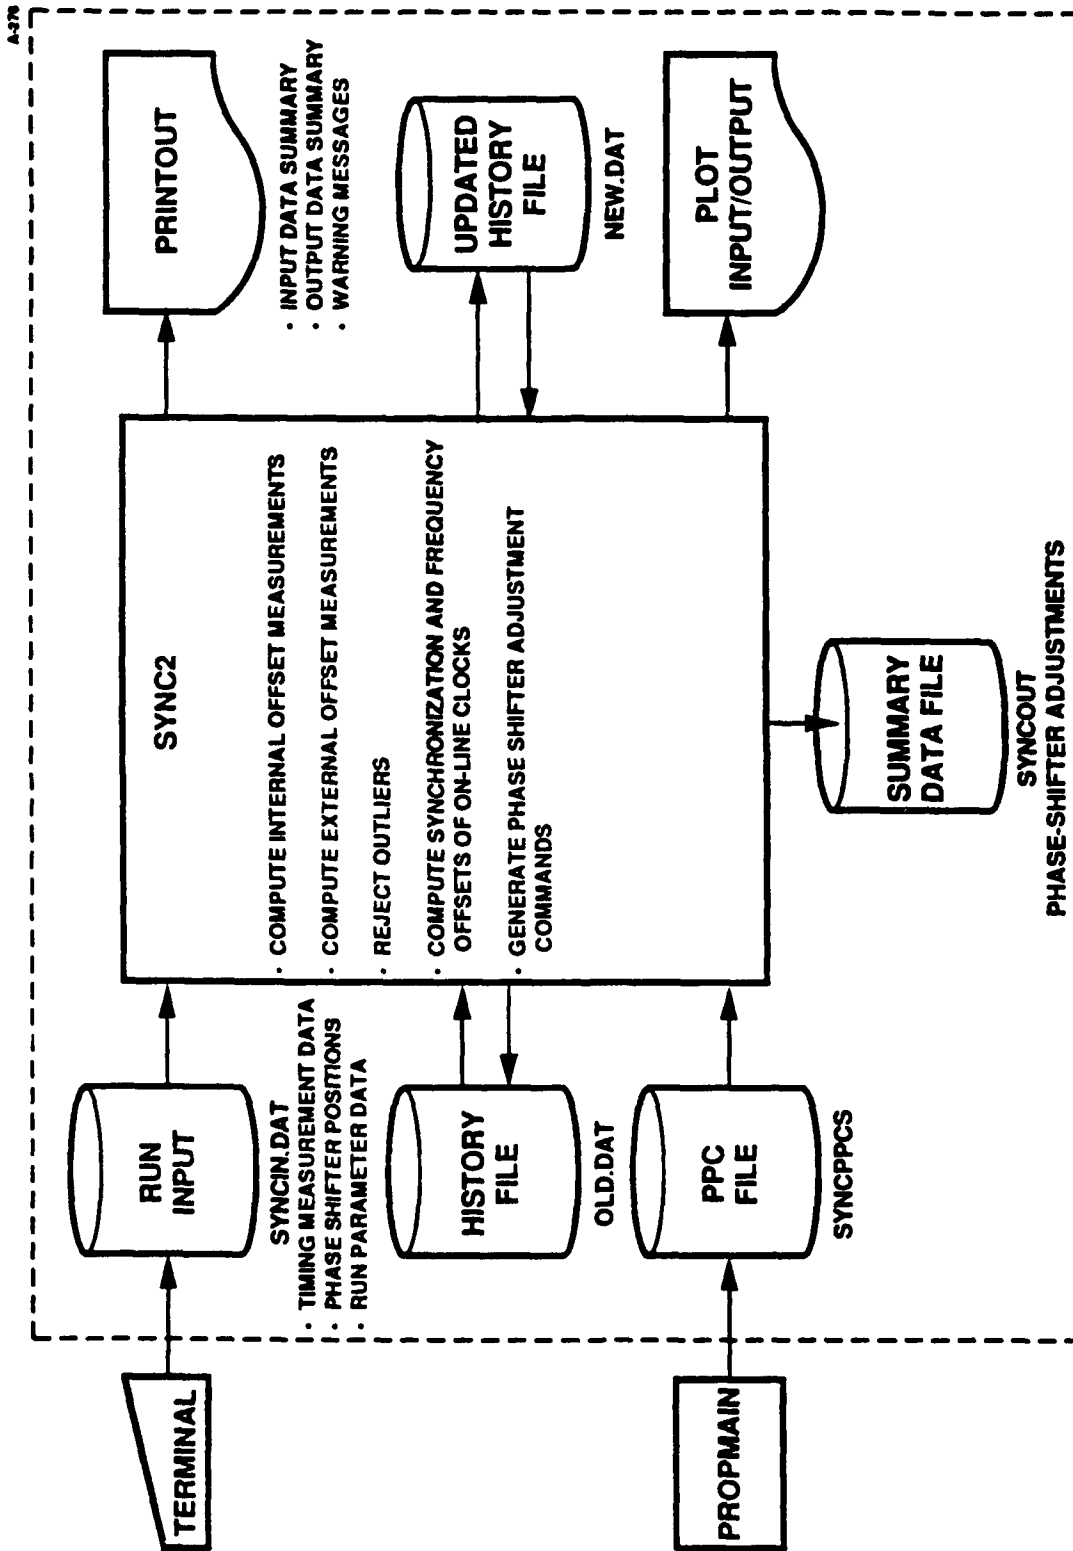 A-276
TERMINAL
RUN
INPUT
SYNCIN.DAT
· TIMING MEASUREMENT DATA
· PHASE SHIFTER POSITIONS
· RUN PARAMETER DATA
HISTORY
FILE
OLD.DAT
PROPMAIN
PPC
FILE
SYNCPPCS
SYNC2
· COMPUTE INTERNAL OFFSET MEASUREMENTS
· COMPUTE EXTERNAL OFFSET MEASUREMENTS
· REJECT OUTLIERS
· COMPUTE SYNCHRONIZATION AND FREQUENCY
OFFSETS OF ON-LINE CLOCKS
· GENERATE PHASE SHIFTER ADJUSTMENT
COMMANDS
SUMMARY
DATA FILE
SYNCOUT
PHASE-SHIFTER ADJUSTMENTS
PRINTOUT
· INPUT DATA SUMMARY
· OUTPUT DATA SUMMARY
· WARNING MESSAGES
UPDATED
HISTORY
FILE
NEW.DAT
PLOT
INPUT/OUTPUT